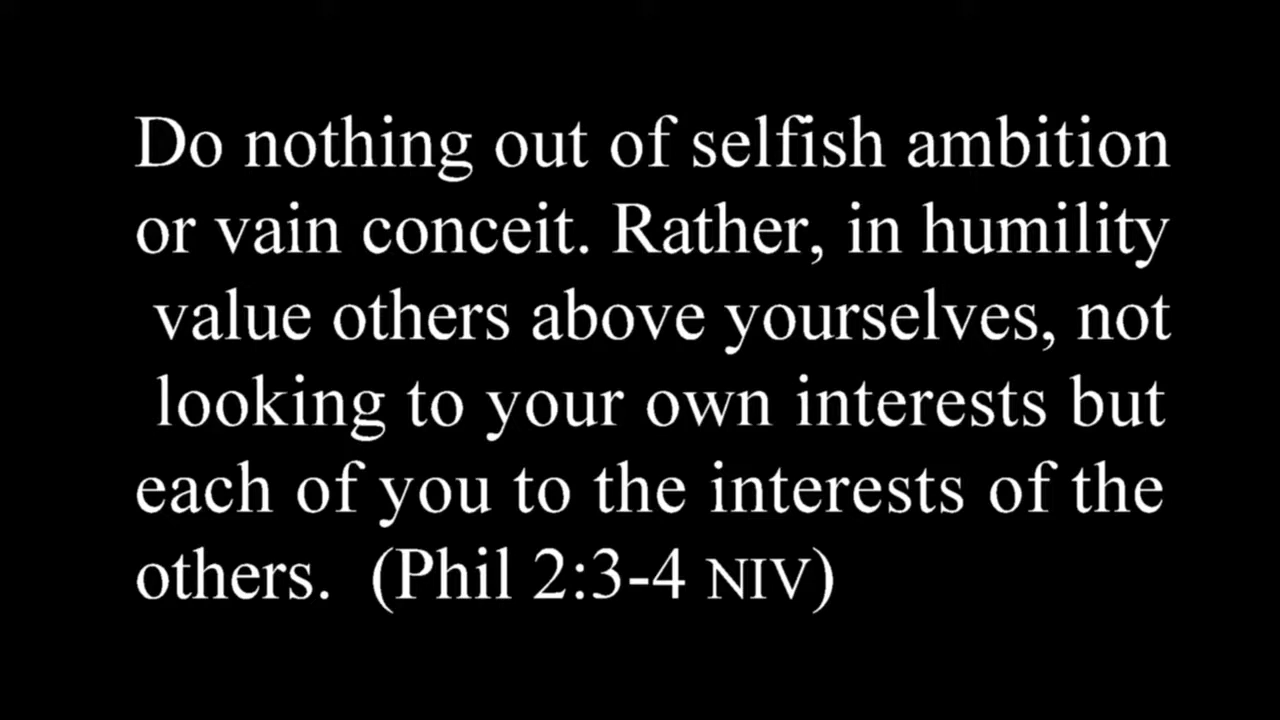 Do nothing out of selfish ambition
or vain conceit. Rather, in humility
value others above yourselves, not
looking to your own interests but
each of you to the interests of the
others. (Phil 2:3-4 NIV)